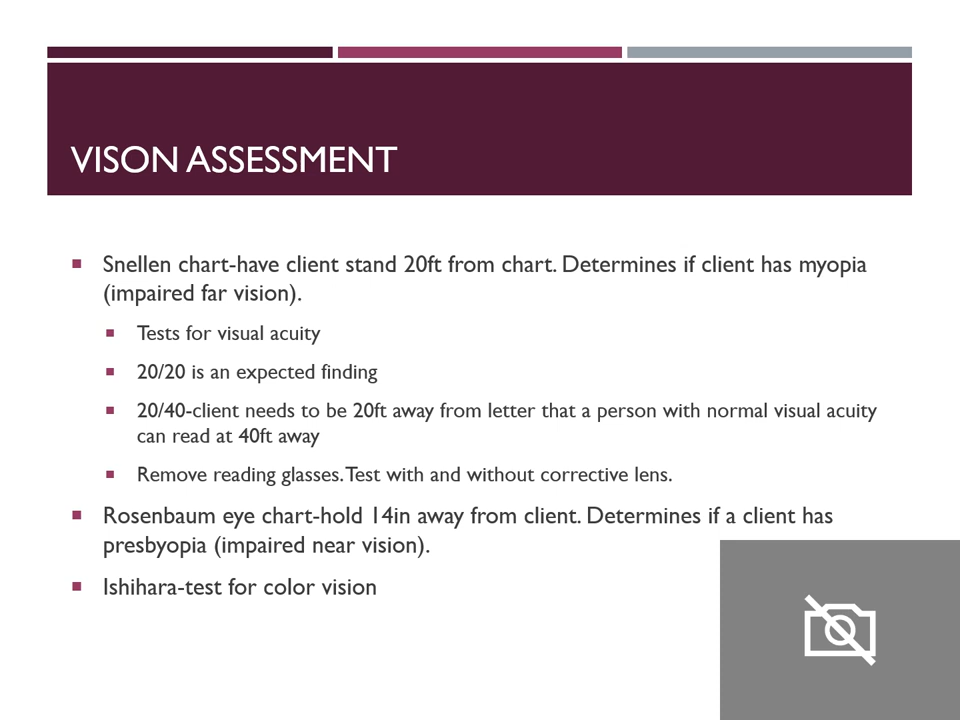 VISON ASSESSMENT
Snellen chart-have client stand 20ft from chart. Determines if client has myopia
(impaired far vision).
Tests for visual acuity
20/20 is an expected finding
20/40-client needs to be 20ft away from letter that a person with normal visual acuity
can read at 40ft away
Remove reading glasses. Test with and without corrective lens.
Rosenbaum eye chart-hold 14in away from client. Determines if a client has
presbyopia (impaired near vision).
Ishihara-test for color vision